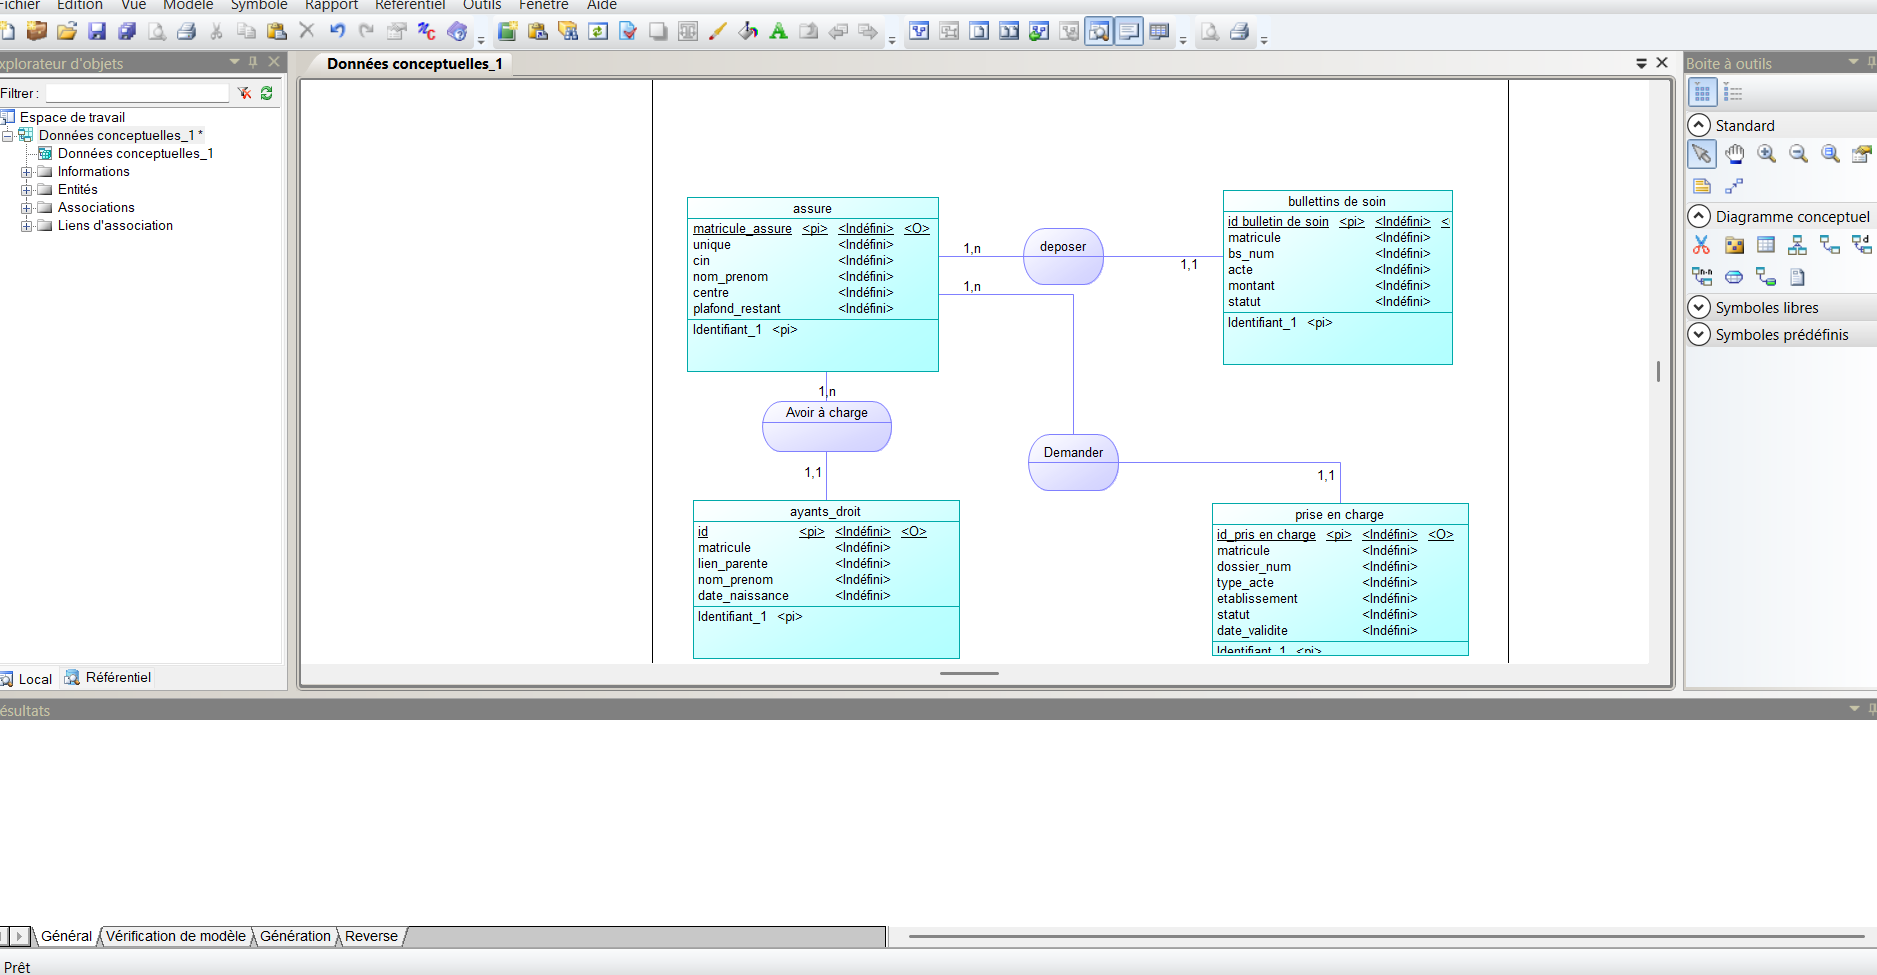 Fichier Edition Vue Modèle Symbole Rapport Référentiel Outils Fenêtre Aide
xplorateur d'objets
Filtrer :
Espace de travail
Données conceptuelles_1 *
Données conceptuelles_1
Informations
Entités
Associations
Liens d'association
Local Référentiel
Données conceptuelles_1
assure
matricule_assure <pi> <Indéfini> <O>
unique <Indéfini>
cin <Indéfini>
nom_prenom <Indéfini>
centre <Indéfini>
plafond_restant <Indéfini>
Identifiant_1 <pi>
1,n
deposer
1,1
1,n
bullettins de soin
id bulletin de soin <pi> <Indéfini> <
matricule <Indéfini>
bs_num <Indéfini>
acte <Indéfini>
montant <Indéfini>
statut <Indéfini>
Identifiant_1 <pi>
1,n
Avoir à charge
1,1
Demander
1,1
ayants_droit
id <pi> <Indéfini> <O>
matricule <Indéfini>
lien_parente <Indéfini>
nom_prenom <Indéfini>
date_naissance <Indéfini>
Identifiant_1 <pi>
prise en charge
id_pris en charge <pi> <Indéfini> <O>
matricule <Indéfini>
dossier_num <Indéfini>
type_acte <Indéfini>
etablissement <Indéfini>
statut <Indéfini>
date_validite <Indéfini>
Identifiant_1 <pi>
Boite à outils
Standard
Diagramme conceptuel
Symboles libres
Symboles prédéfinis
ésultats
Général Vérification de modèle Génération Reverse
Prêt